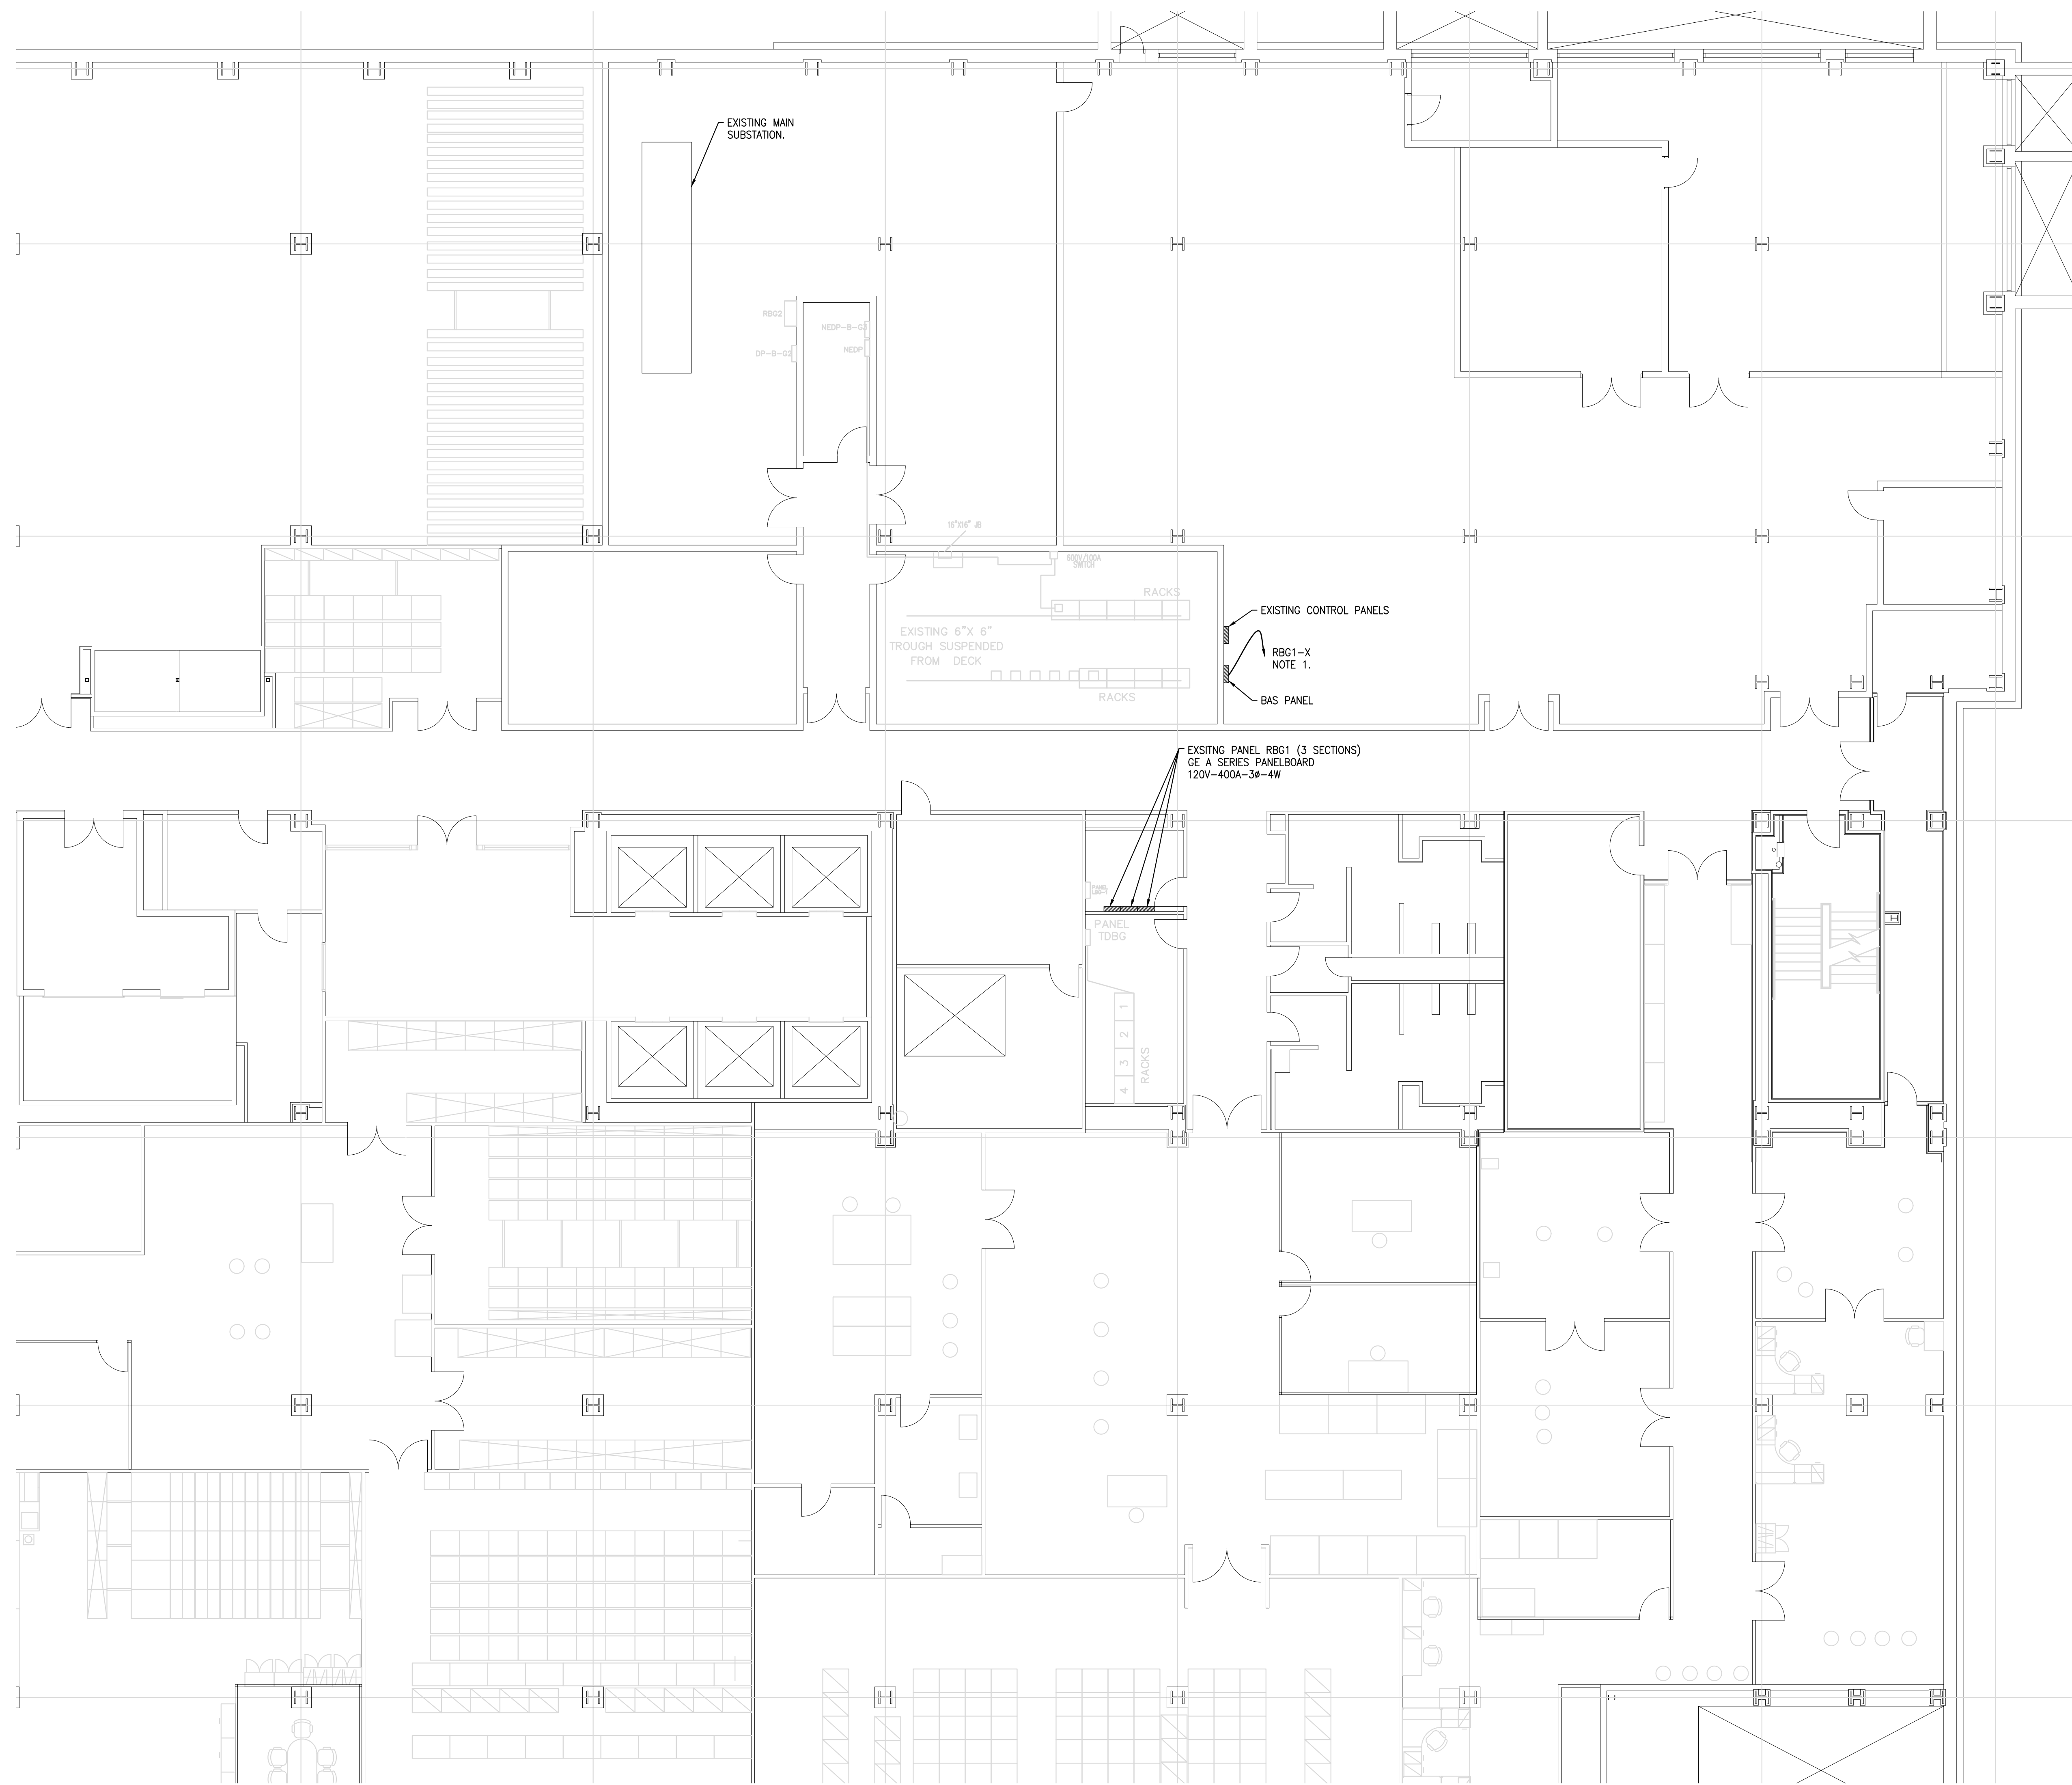 EXISTING MAIN
SUBSTATION.
RBG2
NEDP-B-G3
DP-B-G2
NEDP
16"X16" JB
600V/100A
SWITCH
RACKS
EXISTING CONTROL PANELS
EXISTING 6"X 6"
TROUGH SUSPENDED
FROM DECK
RBG1-X
NOTE 1.
RACKS
BAS PANEL
EXSITNG PANEL RBG1 (3 SECTIONS)
GE A SERIES PANELBOARD
120V-400A-3ø-4W
PANEL
PANEL
TDBG
1
2
3
4
RACKS